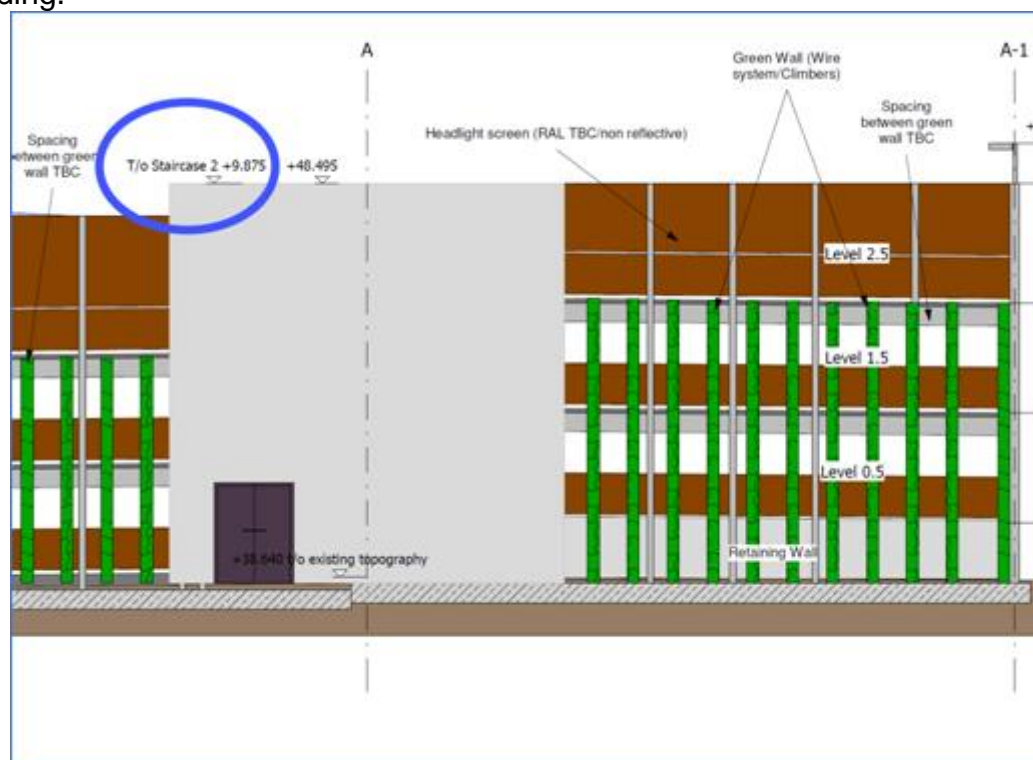 A
A-1
Green Wall (Wire
system/Climbers)
Spacing
between green
wall TBC
Headlight screen (RAL TBC/non reflective)
Spacing
between green
wall TBC
T/o Staircase 2 +9.875
+48.495
Level 2.5
Level 1.5
Level 0.5
Retaining Wall
+38.640 t/o existing topography